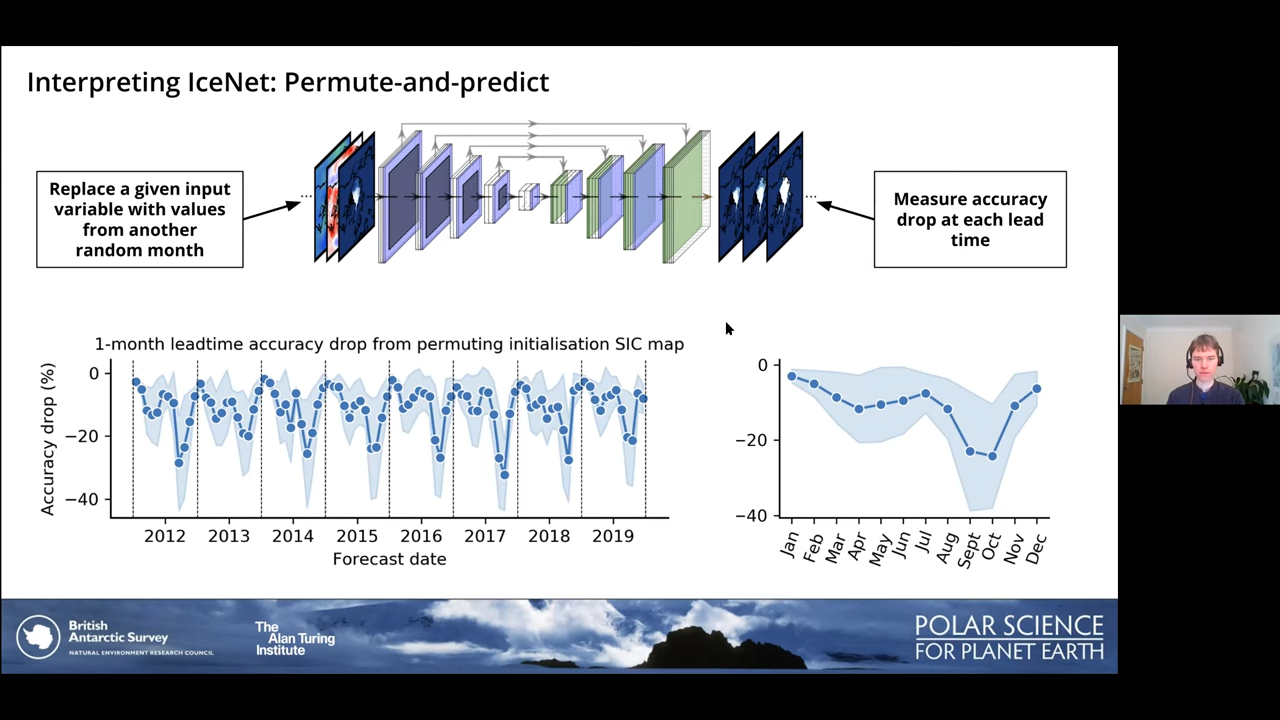 Interpreting IceNet: Permute-and-predict
Replace a given input
variable with values
from another
random month
Measure accuracy
drop at each lead
time
1-month leadtime accuracy drop from permuting initialisation SIC map
Accuracy drop (%)
0
−20
−40
2012 2013 2014 2015 2016 2017 2018 2019
Forecast date
0
−20
−40
Jan Feb Mar Apr May Jun Jul Aug Sept Oct Nov Dec
British
Antarctic Survey
NATURAL ENVIRONMENT RESEARCH COUNCIL
The
Alan Turing
Institute
POLAR SCIENCE
FOR PLANET EARTH